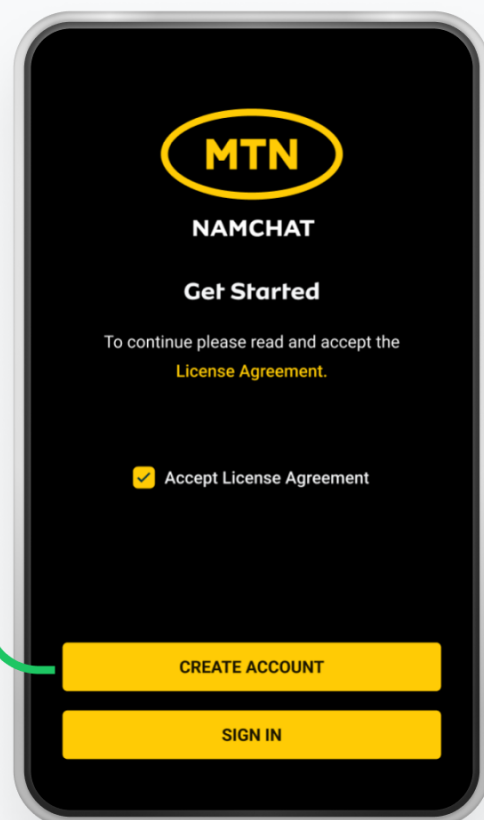 MTN
NAMCHAT
Get Started
To continue please read and accept the
License Agreement.
Accept License Agreement
CREATE ACCOUNT
SIGN IN